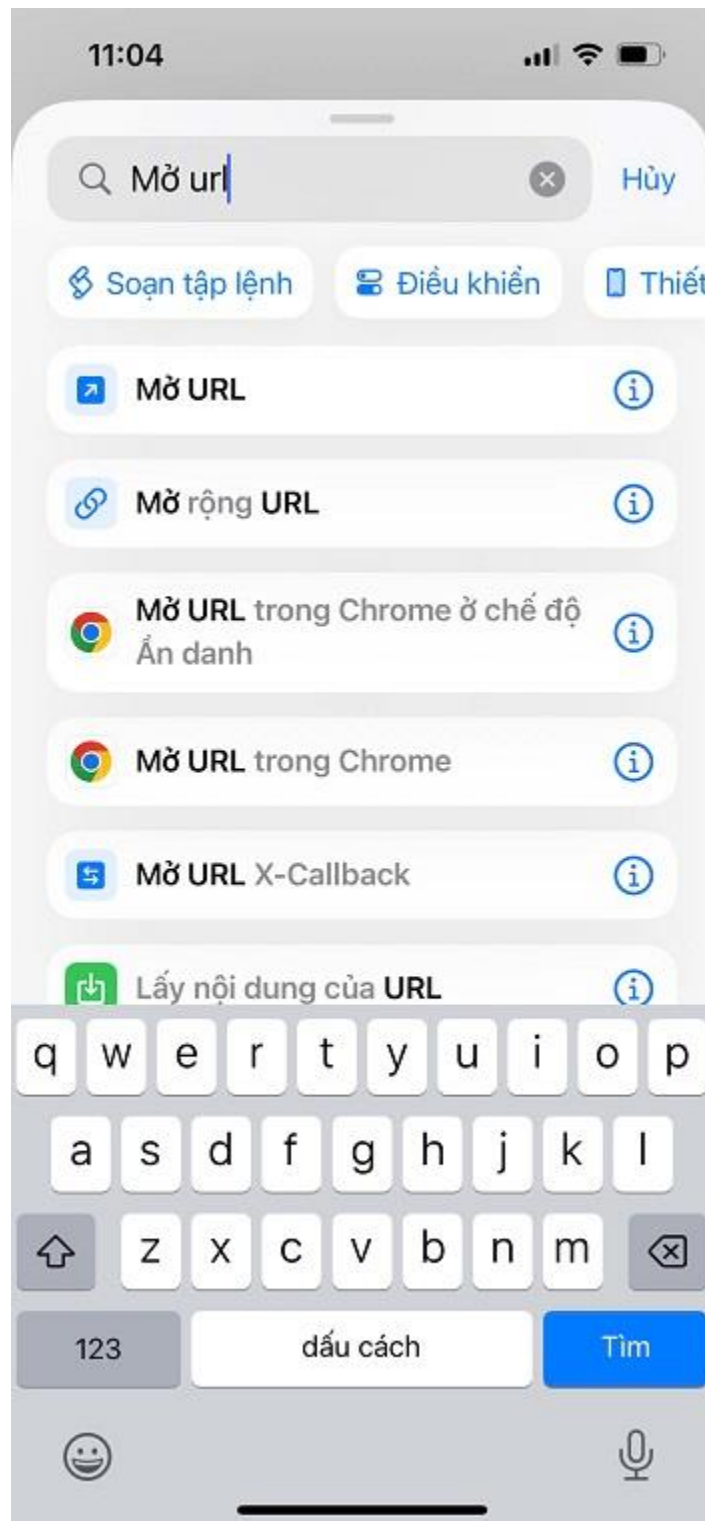 11:04
Mở url
Hủy
Soạn tập lệnh
Điều khiển
Thiết
Mở URL
Mở rộng URL
Mở URL trong Chrome ở chế độ
Ẩn danh
Mở URL trong Chrome
Mở URL X-Callback
Lấy nội dung của URL
q w e r t y u i o p
a s d f g h j k l
z x c v b n m
123 dấu cách Tìm